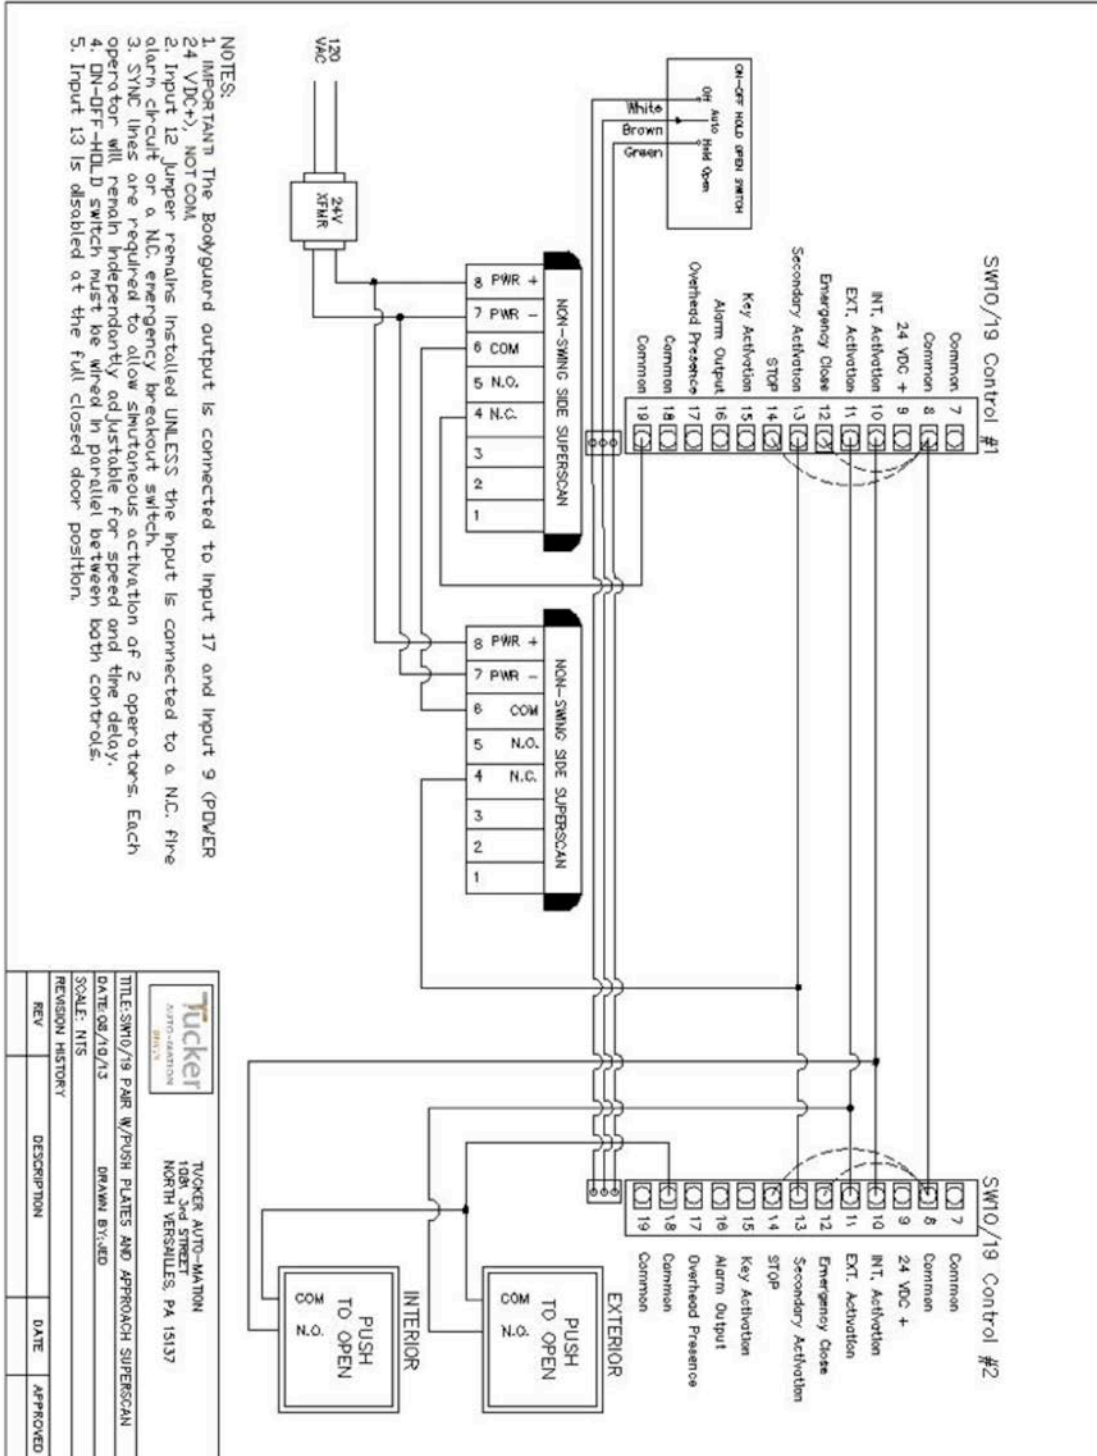 SW10/19 Control #1
Common 7
Common 8
24 VDC + 9
INT. Activation 10
EXT. Activation 11
Emergency Close 12
Secondary Activation 13
STOP 14
Key Activation 15
Alarm Output 16
Overhead Presence 17
Common 18
Common 19
SW10/19 Control #2
7 Common
8 Common
9 24 VDC +
10 INT. Activation
11 EXT. Activation
12 Emergency Close
13 Secondary Activation
14 STOP
15 Key Activation
16 Alarm Output
17 Overhead Presence
18 Common
19 Common
ON-OFF HOLD OPEN SWITCH
Off Auto Hold Open
White
Brown
Green
NON-SWING SIDE SUPERSCAN
8 PWR +
7 PWR -
6 COM
5 N.O.
4 N.C.
3
2
1
NON-SWING SIDE SUPERSCAN
8 PWR +
7 PWR -
6 COM
5 N.O.
4 N.C.
3
2
1
EXTERIOR
PUSH
TO OPEN
COM
N.O.
INTERIOR
PUSH
TO OPEN
COM
N.O.
120
VAC
24V
XFMR
NOTES:
1. IMPORTANT! The Bodyguard output is connected to Input 17 and Input 9 (POWER
24 VDC+), NOT COM.
2. Input 12 jumper remains installed UNLESS the input is connected to a N.C. fire
alarm circuit or a N.C. emergency breakout switch.
3. SYNC lines are required to allow simutaneous activation of 2 operators. Each
operator will remain independantly adjustable for speed and time delay.
4. ON-OFF-HOLD switch must be wired in parallel between both controls.
5. Input 13 is disabled at the full closed door position.
Tucker
AUTO-MATION
TUCKER AUTO-MATION
3rd STREET
NORTH VERSAILLES, PA 15137
TITLE: SW10/19 PAIR W/PUSH PLATES AND APPROACH SUPERSCAN
DATE: 08/10/13 DRAWN BY: JED
SCALE: NTS
REVISION HISTORY
REV DESCRIPTION DATE APPROVED